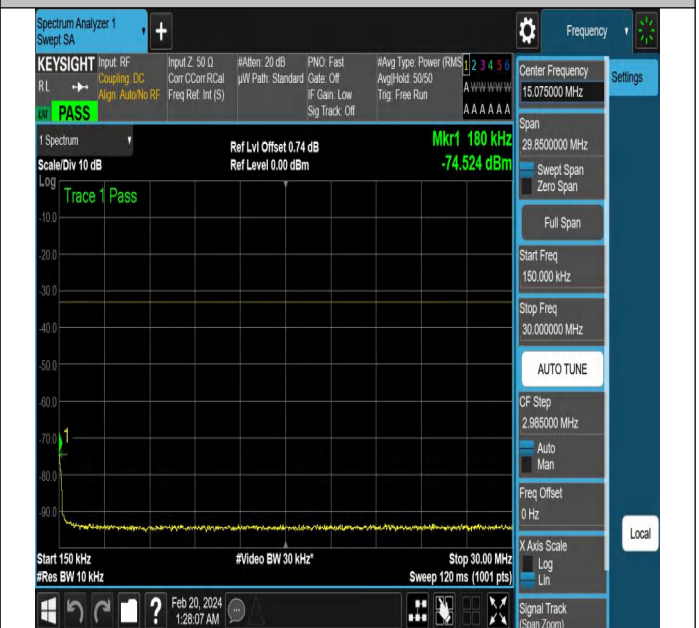 Spectrum Analyzer 1
Swept SA
+
Frequency
KEYSIGHT
RL
PASS
Input: RF
Coupling: DC
Align: Auto/No RF
Input Z: 50 Ω
Corr CCorr RCal
Freq Ref: Int (S)
#Atten: 20 dB
µW Path: Standard
PNO: Fast
Gate: Off
IF Gain: Low
Sig Track: Off
#Avg Type: Power (RMS
Avg|Hold: 50/50
Trig: Free Run
1 2 3 4 5 6
A W W W W W
A A A A A A
1 Spectrum
Scale/Div 10 dB
Ref Lvl Offset 0.74 dB
Ref Level 0.00 dBm
Mkr1 180 kHz
-74.524 dBm
Log
Trace 1 Pass
-10.0
-20.0
-30.0
-40.0
-50.0
-60.0
-70.0
1
-80.0
-90.0
Start 150 kHz
#Res BW 10 kHz
#Video BW 30 kHz*
Stop 30.00 MHz
Sweep 120 ms (1001 pts)
Feb 20, 2024
1:28:07 AM
Center Frequency
15.075000 MHz
Settings
Span
29.8500000 MHz
Swept Span
Zero Span
Full Span
Start Freq
150.000 kHz
Stop Freq
30.000000 MHz
AUTO TUNE
CF Step
2.985000 MHz
Auto
Man
Freq Offset
0 Hz
X Axis Scale
Log
Lin
Local
Signal Track
(Span Zoom)